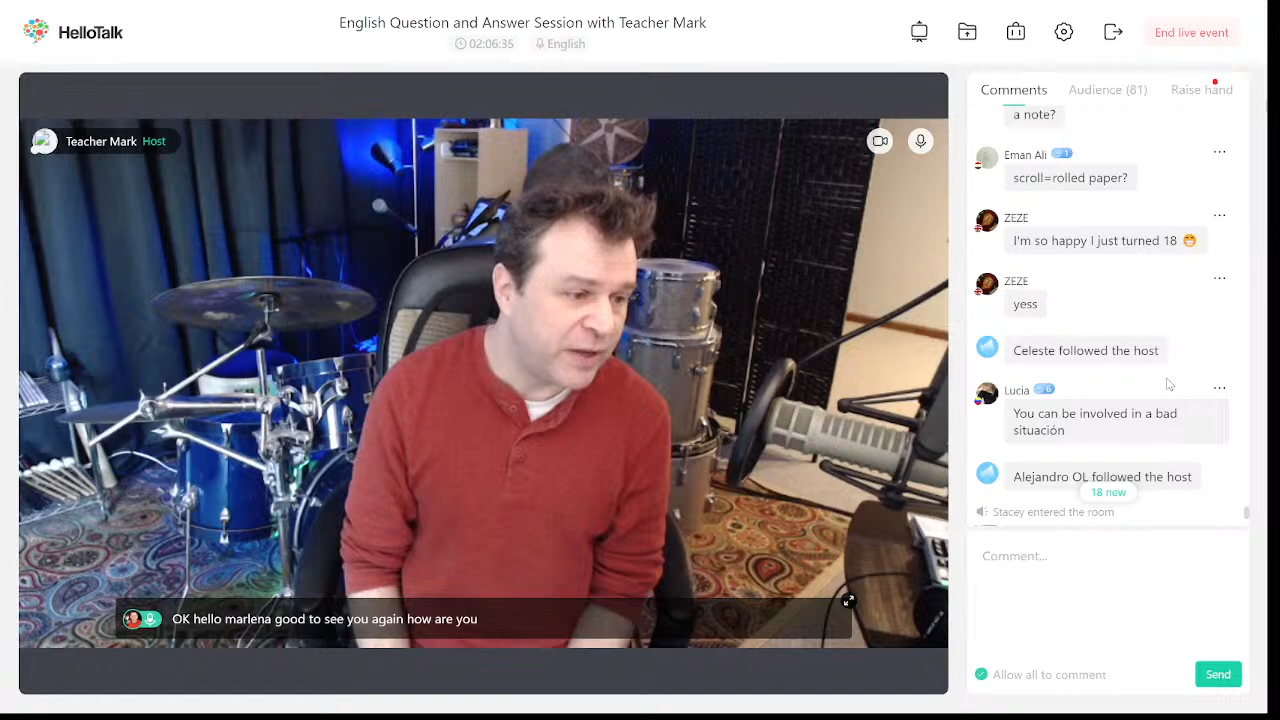 HelloTalk
English Question and Answer Session with Teacher Mark
02:06:35 English
End live event
Teacher Mark Host
OK hello marlena good to see you again how are you
Comments Audience (81) Raise hand
a note?
Eman Ali 1
scroll=rolled paper?
ZEZE
I'm so happy I just turned 18 😁
ZEZE
yess
Celeste followed the host
Lucia 6
You can be involved in a bad
situación
Alejandro OL followed the host
18 new
Stacey entered the room
Comment...
Allow all to comment
Send